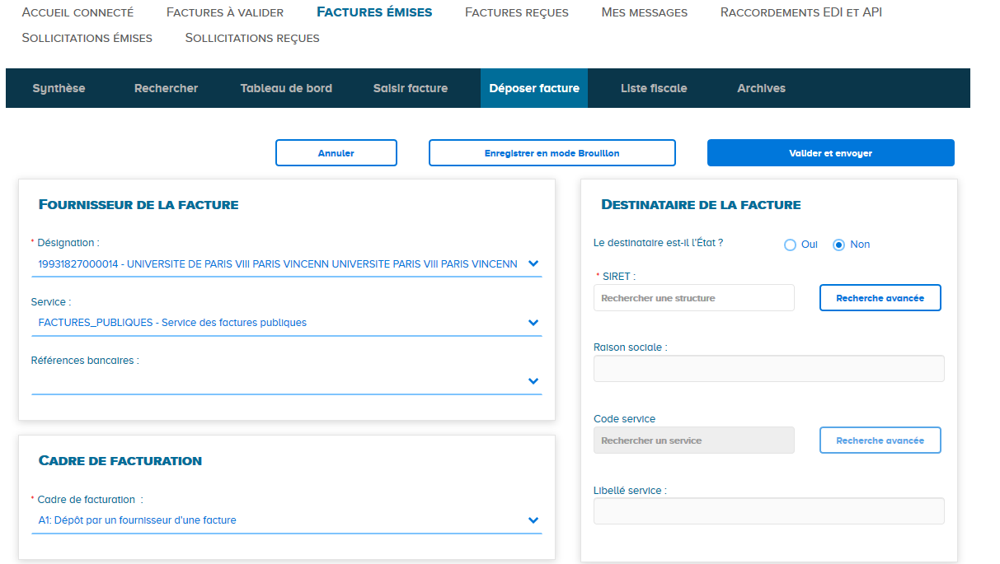 Accueil connecté Factures à valider Factures émises Factures reçues Mes messages Raccordements EDI et API
Sollicitations émises Sollicitations reçues
Synthèse Rechercher Tableau de bord Saisir facture Déposer facture Liste fiscale Archives
Annuler Enregistrer en mode Brouillon Valider et envoyer
Fournisseur de la facture
* Désignation :
19931827000014 - UNIVERSITE DE PARIS VIII PARIS VINCENN UNIVERSITE PARIS VIII PARIS VINCENN
Service :
FACTURES_PUBLIQUES - Service des factures publiques
Références bancaires :
Cadre de facturation
* Cadre de facturation :
A1: Dépôt par un fournisseur d'une facture
Destinataire de la facture
Le destinataire est-il l'État ? Oui Non
* SIRET :
Rechercher une structure Recherche avancée
Raison sociale :
Code service
Rechercher un service Recherche avancée
Libellé service :